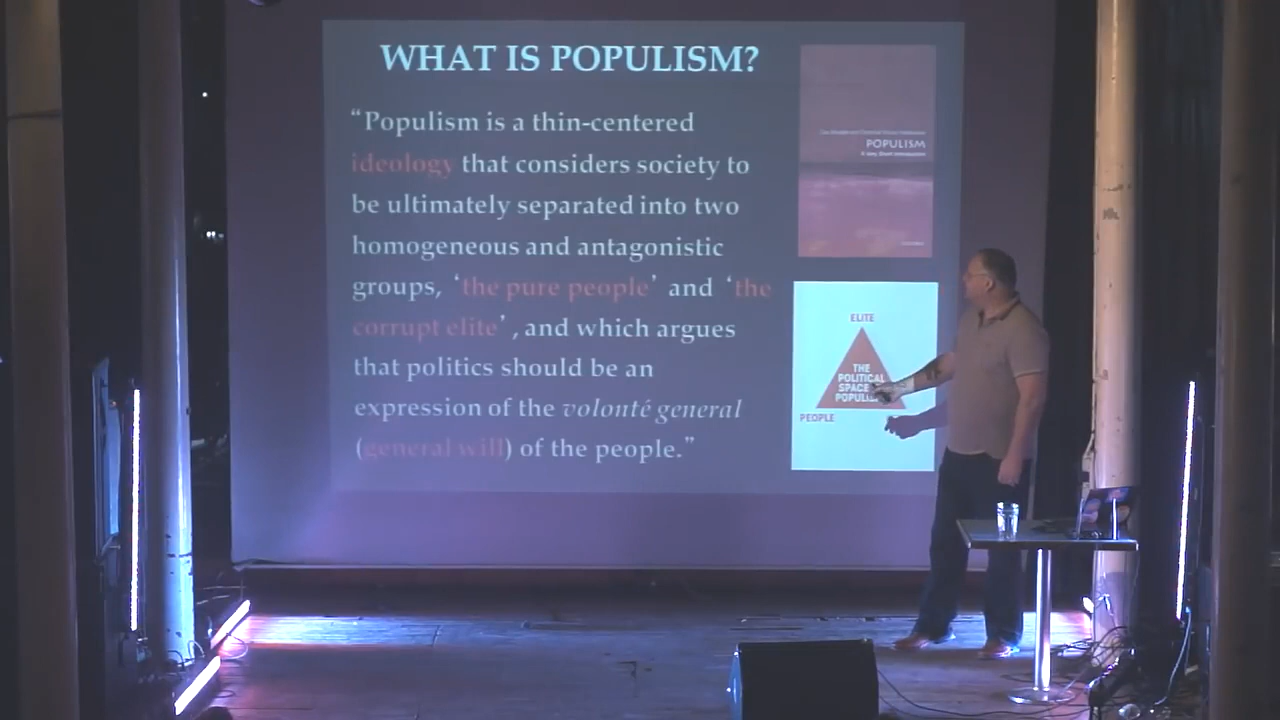 WHAT IS POPULISM?
“Populism is a thin-centered
ideology that considers society to
be ultimately separated into two
homogeneous and antagonistic
groups, ‘the pure people’ and ‘the
corrupt elite’, and which argues
that politics should be an
expression of the volonté general
(general will) of the people.”
POPULISM
ELITE
THE
POLITICAL
SPACE
PEOPLE